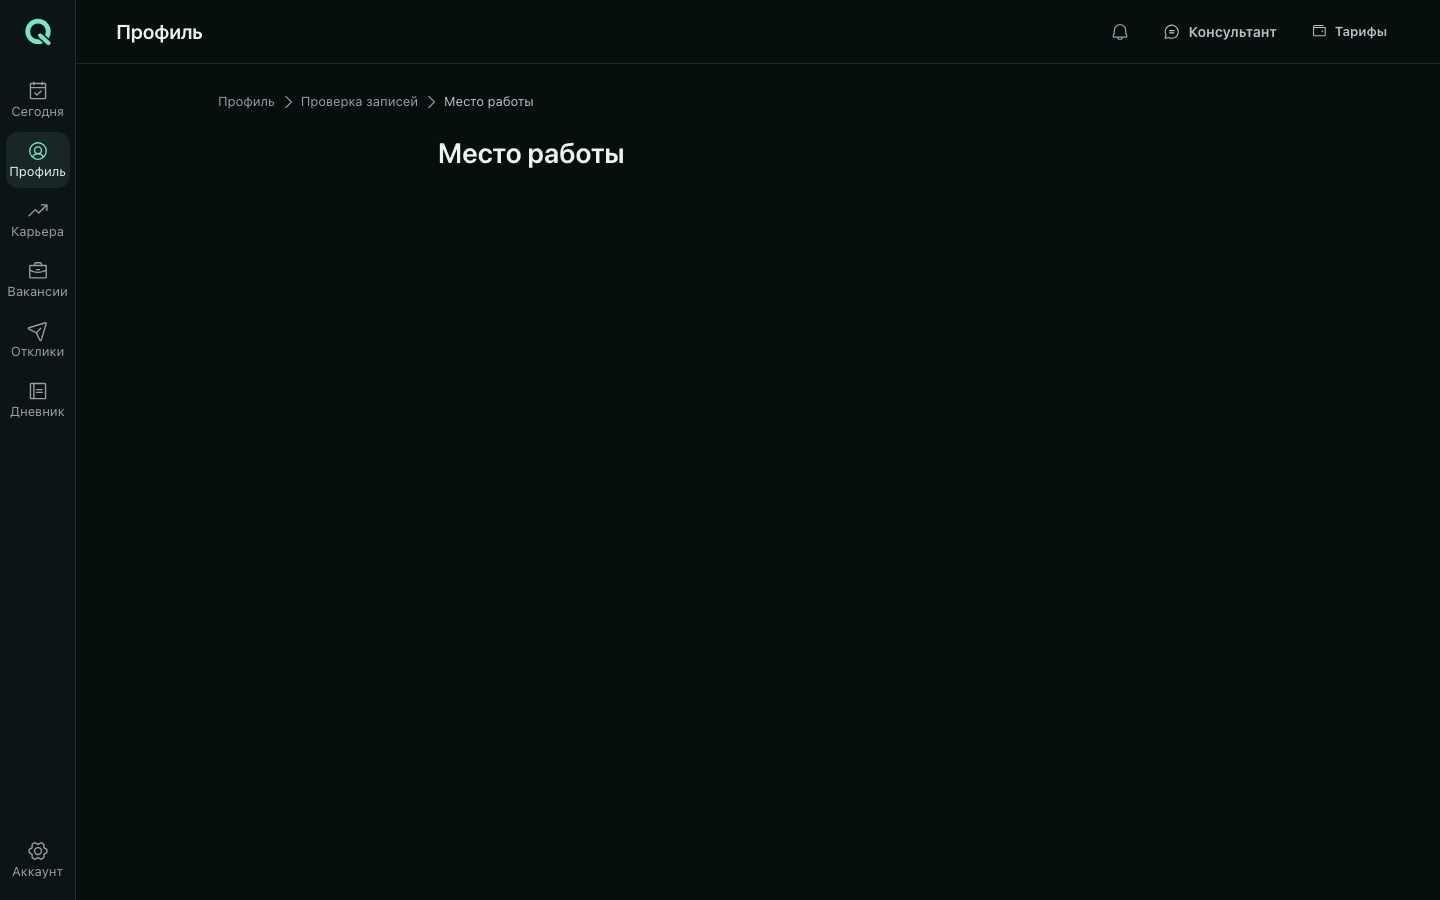 Профиль
Консультант
Тарифы
Сегодня
Профиль
Карьера
Вакансии
Отклики
Дневник
Аккаунт
Профиль > Проверка записей > Место работы
Место работы